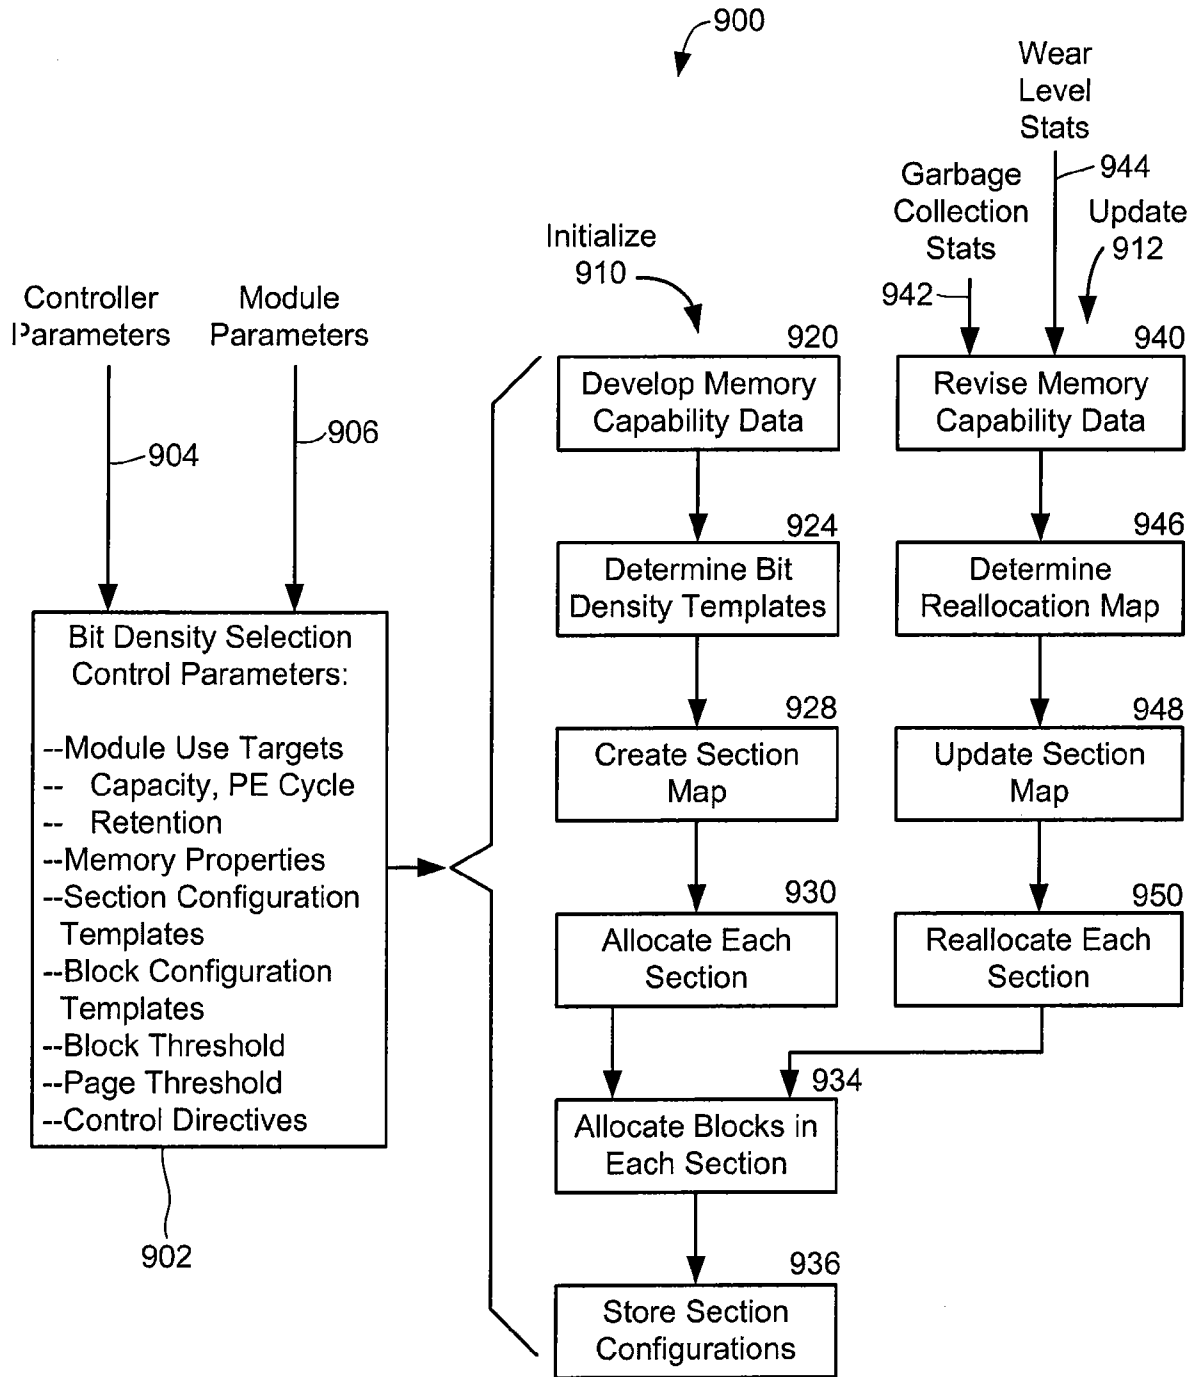 900
Wear
Level
Stats
944
Garbage
Collection
Stats
Update
912
942
Initialize
910
Controller
Parameters
Module
Parameters
904
906
920
Develop Memory
Capability Data
940
Revise Memory
Capability Data
924
Determine Bit
Density Templates
946
Determine
Reallocation Map
928
Create Section
Map
948
Update Section
Map
930
Allocate Each
Section
950
Reallocate Each
Section
934
Allocate Blocks in
Each Section
936
Store Section
Configurations
Bit Density Selection
Control Parameters:
--Module Use Targets
-- Capacity, PE Cycle
-- Retention
--Memory Properties
--Section Configuration
Templates
--Block Configuration
Templates
--Block Threshold
--Page Threshold
--Control Directives
902